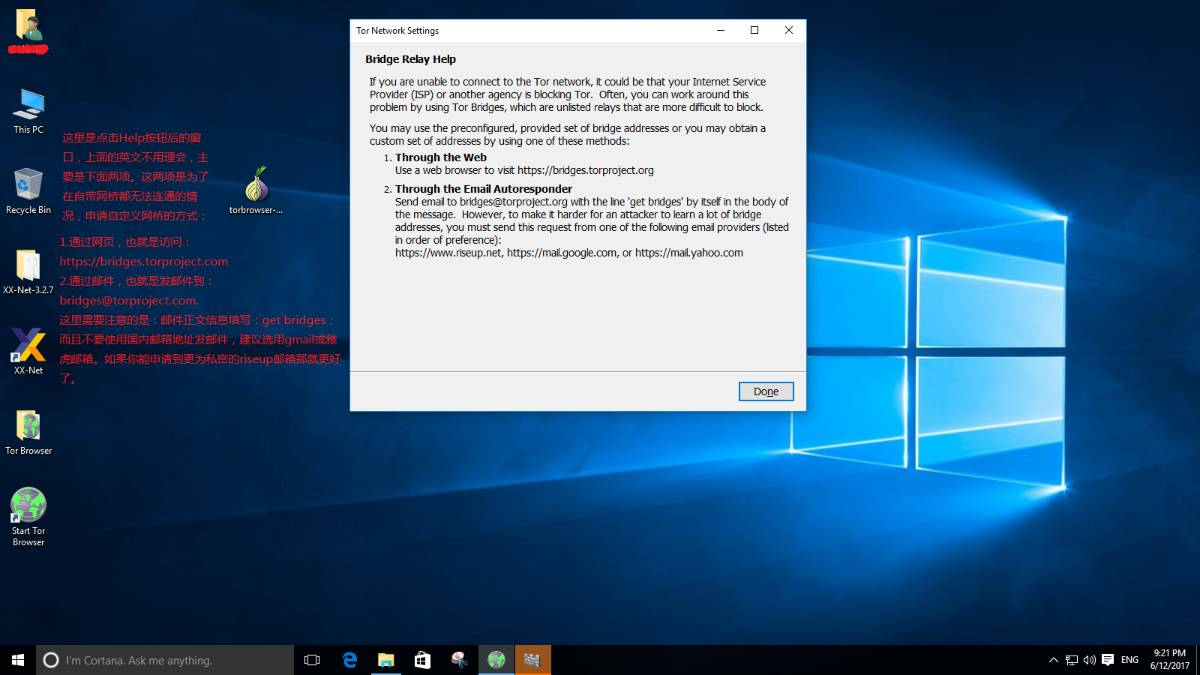 Tor Network Settings
Bridge Relay Help
If you are unable to connect to the Tor network, it could be that your Internet Service
Provider (ISP) or another agency is blocking Tor. Often, you can work around this
problem by using Tor Bridges, which are unlisted relays that are more difficult to block.
You may use the preconfigured, provided set of bridge addresses or you may obtain a
custom set of addresses by using one of these methods:
1. Through the Web
Use a web browser to visit https://bridges.torproject.org
2. Through the Email Autoresponder
Send email to bridges@torproject.org with the line 'get bridges' by itself in the body of
the message. However, to make it harder for an attacker to learn a lot of bridge
addresses, you must send this request from one of the following email providers (listed
in order of preference):
https://www.riseup.net, https://mail.google.com, or https://mail.yahoo.com
Done
This PC
Recycle Bin
XX-Net-3.2.7
XX-Net
Tor Browser
Start Tor
Browser
torbrowser-...
这里是点击Help按钮后的窗
口，上面的英文不用理会，主
要是下面两项。这两项是为了
在自带网桥都无法连通的情
况，申请自定义网桥的方式；
1.通过网页，也就是访问：
https://bridges.torproject.com
2.通过邮件，也就是发邮件到：
bridges@torproject.com.
这里需要注意的是：邮件正文信息填写：get bridges；
而且不要使用国内邮箱地址发邮件，建议选用gmail或雅
虎邮箱。如果你能申请到更为私密的riseup邮箱那就更好
了。
I'm Cortana. Ask me anything.
ENG
9:21 PM
6/12/2017